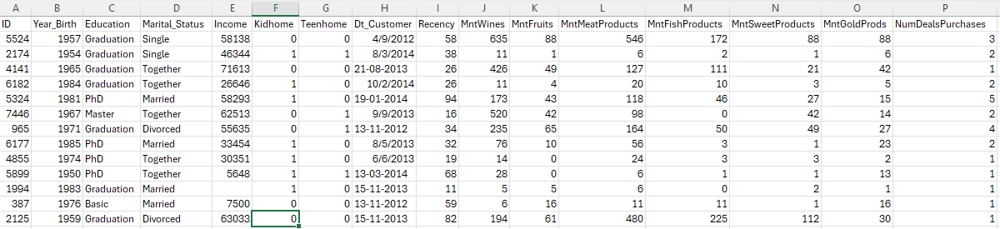 A B C D E F G H I J K L M N O P
ID Year_Birth Education Marital_Status Income Kidhome Teenhome Dt_Customer Recency MntWines MntFruits MntMeatProducts MntFishProducts MntSweetProducts MntGoldProds NumDealsPurchases
5524 1957 Graduation Single 58138 0 0 4/9/2012 58 635 88 546 172 88 88 3
2174 1954 Graduation Single 46344 1 1 8/3/2014 38 11 1 6 2 1 6 2
4141 1965 Graduation Together 71613 0 0 21-08-2013 26 426 49 127 111 21 42 1
6182 1984 Graduation Together 26646 1 0 10/2/2014 26 11 4 20 10 3 5 2
5324 1981 PhD Married 58293 1 0 19-01-2014 94 173 43 118 46 27 15 5
7446 1967 Master Together 62513 0 1 9/9/2013 16 520 42 98 0 42 14 2
965 1971 Graduation Divorced 55635 0 1 13-11-2012 34 235 65 164 50 49 27 4
6177 1985 PhD Married 33454 1 0 8/5/2013 32 76 10 56 3 1 23 2
4855 1974 PhD Together 30351 1 0 6/6/2013 19 14 0 24 3 3 2 1
5899 1950 PhD Together 5648 1 1 13-03-2014 68 28 0 6 1 1 13 1
1994 1983 Graduation Married 1 0 15-11-2013 11 5 5 6 0 2 1 1
387 1976 Basic Married 7500 0 0 13-11-2012 59 6 16 11 11 1 16 1
2125 1959 Graduation Divorced 63033 0 0 15-11-2013 82 194 61 480 225 112 30 1